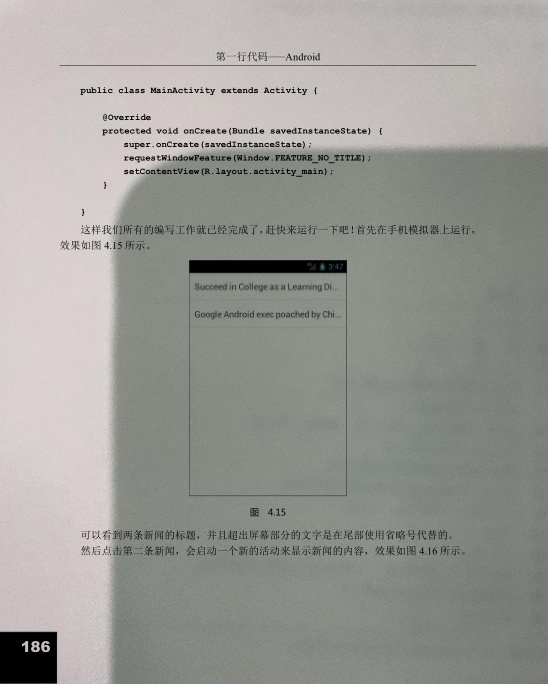 第一行代码——Android
public class MainActivity extends Activity {
@Override
protected void onCreate(Bundle savedInstanceState) {
super.onCreate(savedInstanceState);
requestWindowFeature(Window.FEATURE_NO_TITLE);
setContentView(R.layout.activity_main);
}
}
这样我们所有的编写工作就已经完成了，赶快来运行一下吧！首先在手机模拟器上运行，
效果如图 4.15 所示。
3:47
Succeed in College as a Learning Di...
Google Android exec poached by Chi...
图 4.15
可以看到两条新闻的标题，并且超出屏幕部分的文字是在尾部使用省略号代替的。
然后点击第二条新闻，会启动一个新的活动来显示新闻的内容，效果如图 4.16 所示。
186